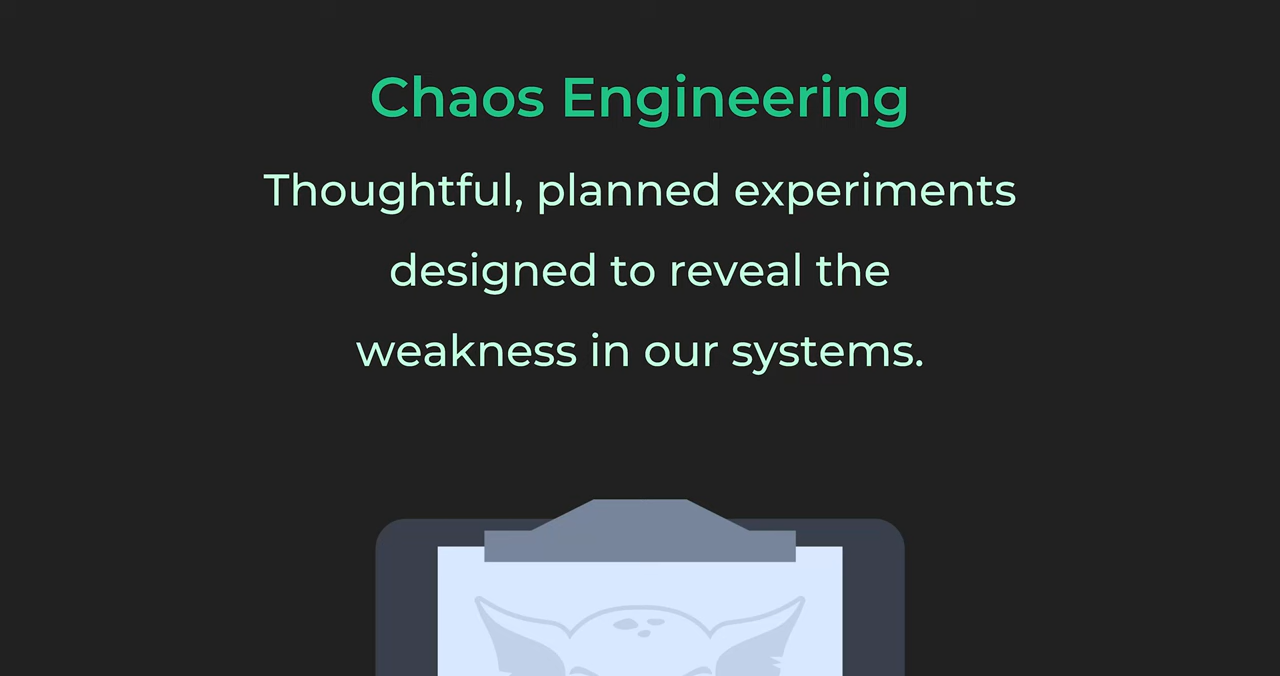 Chaos Engineering
Thoughtful, planned experiments
designed to reveal the
weakness in our systems.